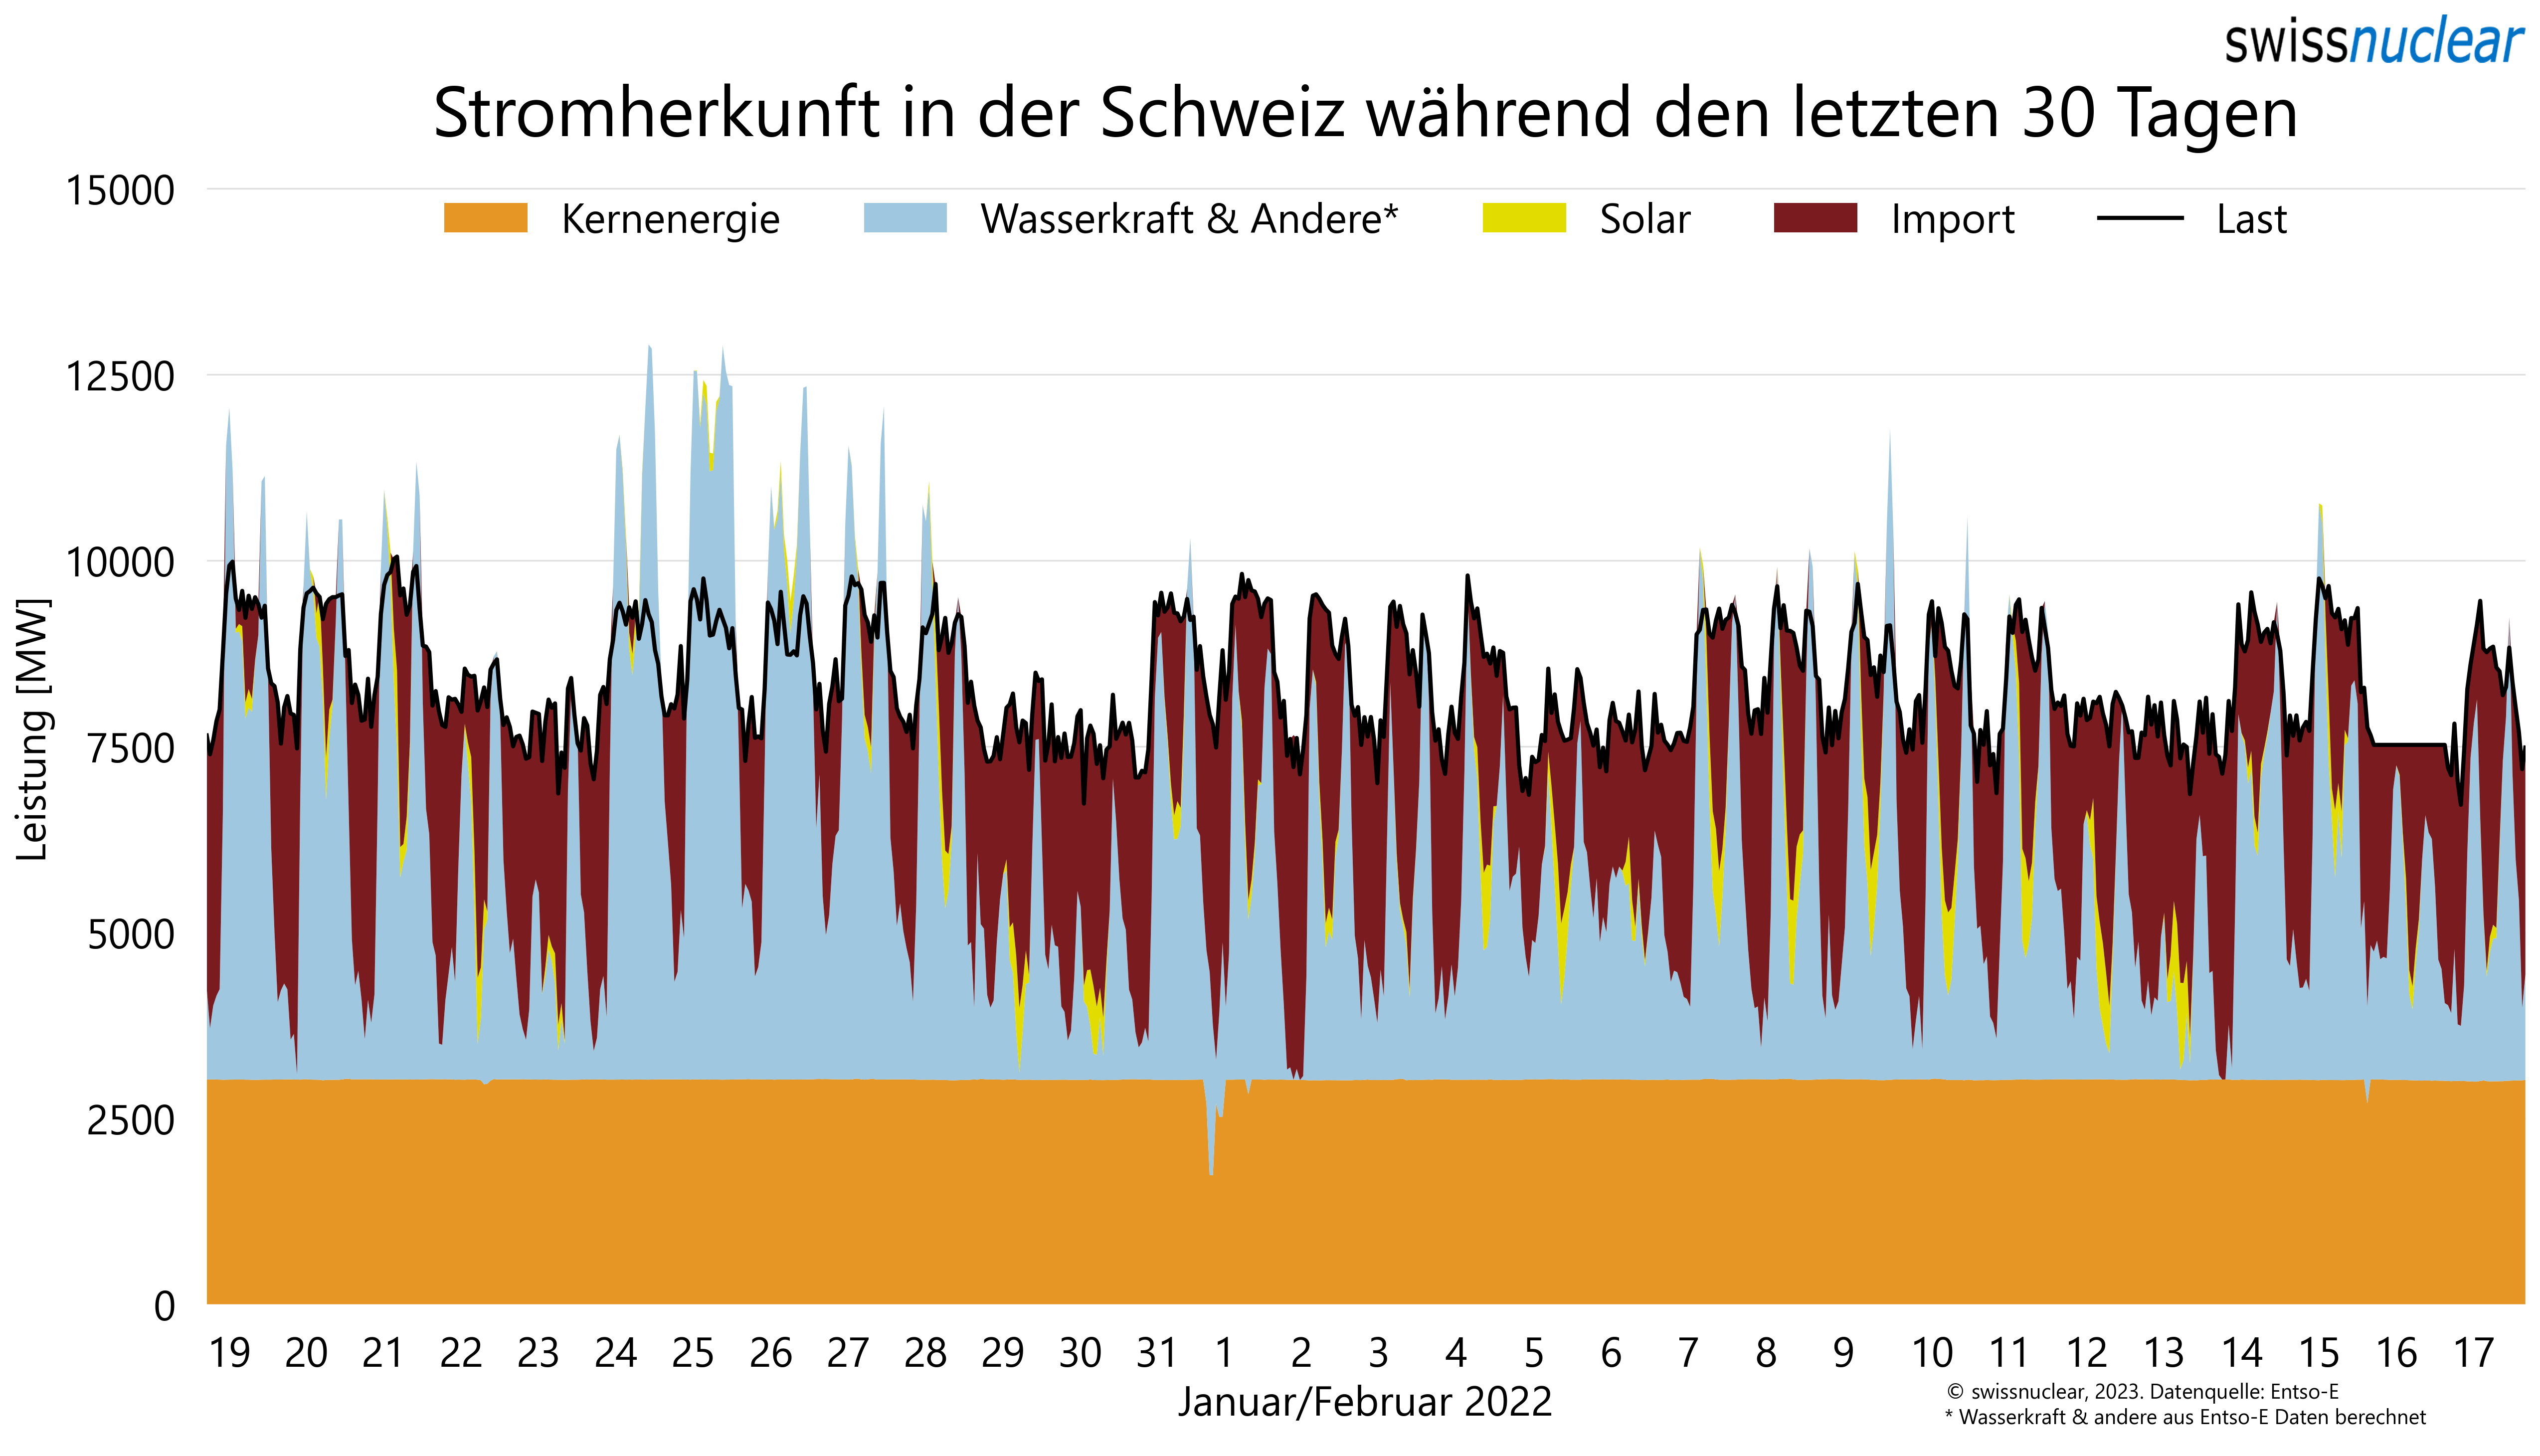 swissnuclear
Stromherkunft in der Schweiz während den letzten 30 Tagen
15000
Kernenergie Wasserkraft & Andere* Solar Import Last
12500
10000
7500
5000
2500
0
Leistung [MW]
19 20 21 22 23 24 25 26 27 28 29 30 31 1 2 3 4 5 6 7 8 9 10 11 12 13 14 15 16 17
Januar/Februar 2022
© swissnuclear, 2023. Datenquelle: Entso-E
* Wasserkraft & andere aus Entso-E Daten berechnet